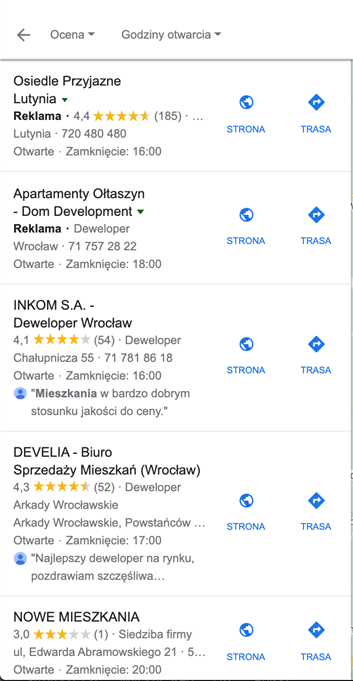 Ocena Godziny otwarcia
Osiedle Przyjazne
Lutynia
Reklama · 4,4 (185) · ...
Lutynia · 720 480 480
Otwarte · Zamknięcie: 16:00
STRONA TRASA
Apartamenty Ołtaszyn
- Dom Development
Reklama · Deweloper
Wrocław · 71 757 28 22
Otwarte · Zamknięcie: 18:00
STRONA TRASA
INKOM S.A. -
Deweloper Wrocław
4,1 (54) · Deweloper
Chałupnicza 55 · 71 781 86 18
Otwarte · Zamknięcie: 16:00
"Mieszkania w bardzo dobrym
stosunku jakości do ceny."
STRONA TRASA
DEVELIA - Biuro
Sprzedaży Mieszkań (Wrocław)
4,3 (52) · Deweloper
Arkady Wrocławskie
Arkady Wrocławskie, Powstańców ...
Otwarte · Zamknięcie: 17:00
"Najlepszy deweloper na rynku,
pozdrawiam szczęśliwa...
STRONA TRASA
NOWE MIESZKANIA
3,0 (1) · Siedziba firmy
ul, Edwarda Abramowskiego 21 · 5...
Otwarte · Zamknięcie: 20:00
STRONA TRASA